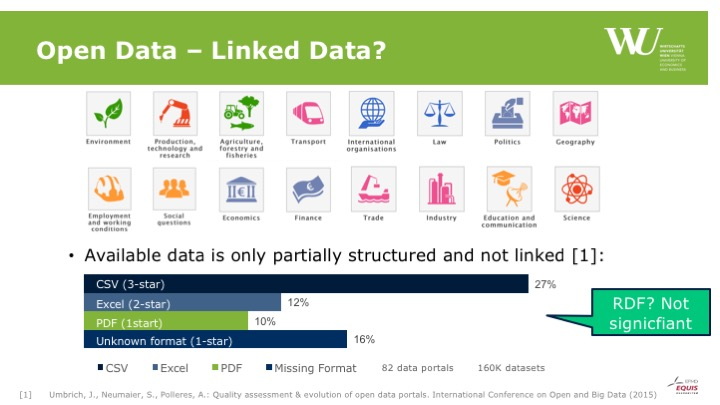 Open Data – Linked Data?
WU
WIRTSCHAFTS
UNIVERSITÄT
WIEN VIENNA
UNIVERSITY OF
ECONOMICS
AND BUSINESS
Environment
Production,
technology and
research
Agriculture,
forestry and
fisheries
Transport
International
organisations
Law
Politics
Geography
Employment
and working
conditions
Social
questions
Economics
Finance
Trade
Industry
Education and
communication
Science
• Available data is only partially structured and not linked [1]:
CSV (3-star) 27%
Excel (2-star) 12%
PDF (1start) 10%
Unknown format (1-star) 16%
RDF? Not
signicfiant
CSV Excel PDF Missing Format 82 data portals 160K datasets
[1] Umbrich, J., Neumaier, S., Polleres, A.: Quality assessment & evolution of open data portals. International Conference on Open and Big Data (2015)
EFMD
EQUIS
ACCREDITED